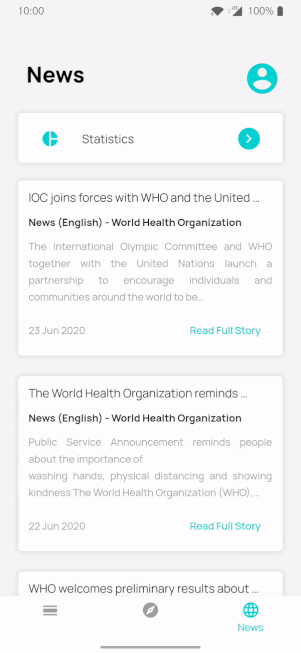 10:00
LTE
100%
News
Statistics
IOC joins forces with WHO and the United ...
News (English) - World Health Organization
The International Olympic Committee and WHO
together with the United Nations launch a
partnership to encourage individuals and
communities around the world to be...
23 Jun 2020
Read Full Story
The World Health Organization reminds ...
News (English) - World Health Organization
Public Service Announcement reminds people
about the importance of
washing hands, physical distancing and showing
kindness The World Health Organization (WHO),...
22 Jun 2020
Read Full Story
WHO welcomes preliminary results about ...
News